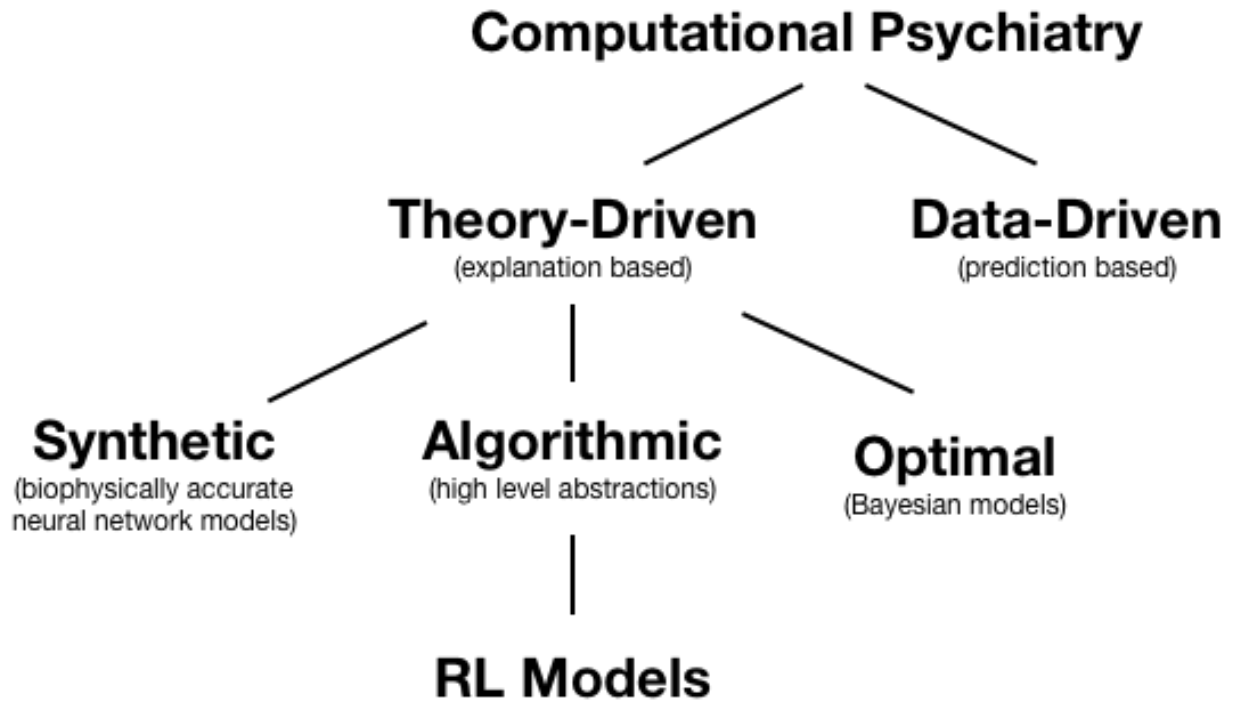 Computational Psychiatry
Theory-Driven
(explanation based)
Data-Driven
(prediction based)
Synthetic
(biophysically accurate
neural network models)
Algorithmic
(high level abstractions)
Optimal
(Bayesian models)
RL Models